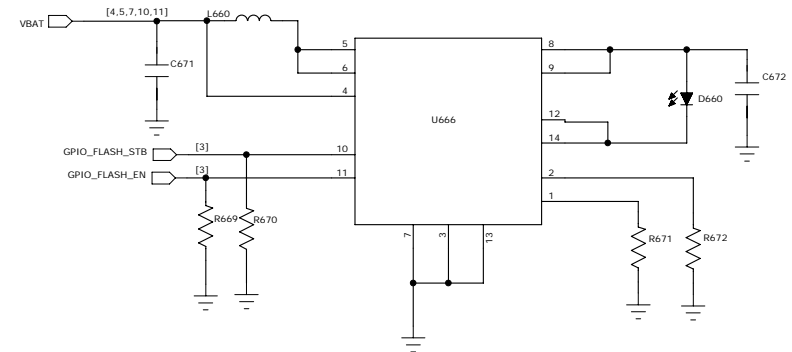 [4,5,7,10,11]
L660
VBAT
5
8
C671
6
9
C672
4
D660
12
U666
GPIO_FLASH_STB
[3]
10
14
GPIO_FLASH_EN
[3]
11
2
1
R669
R670
7
3
13
R671
R672